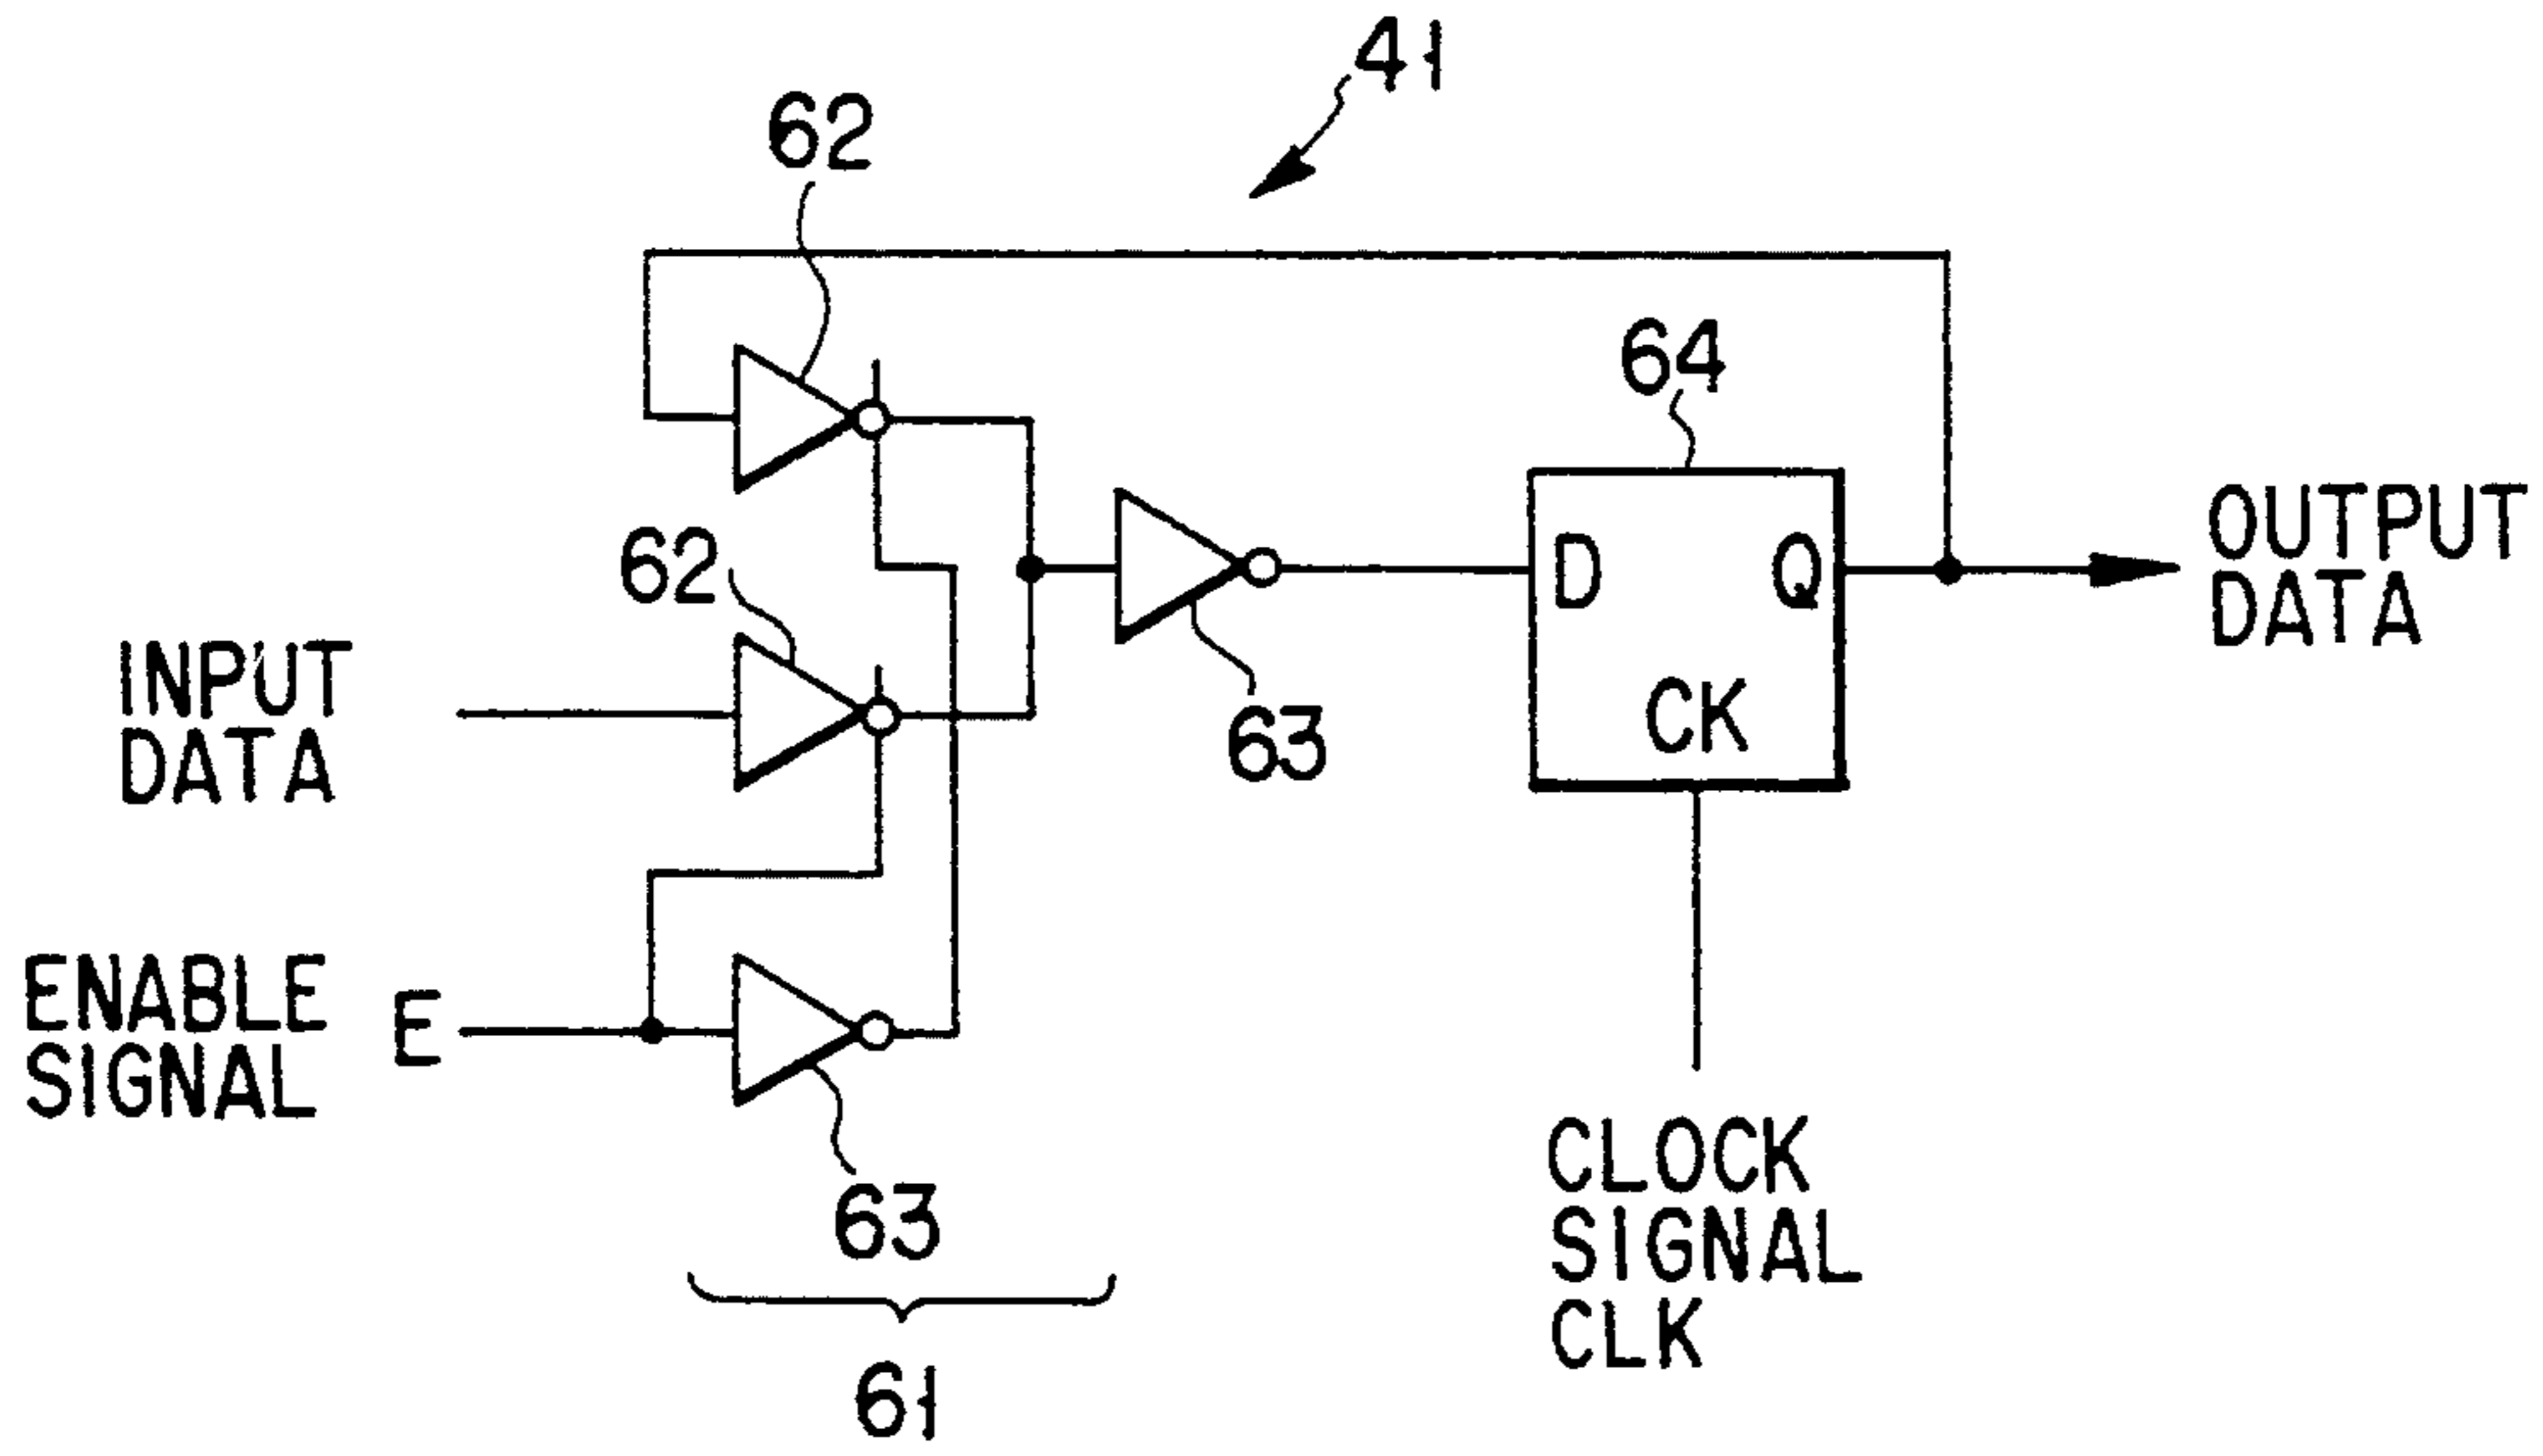 41
62
64
62
D Q
OUTPUT
DATA
INPUT
DATA
CK
63
ENABLE
SIGNAL
E
63
CLOCK
SIGNAL
CLK
61